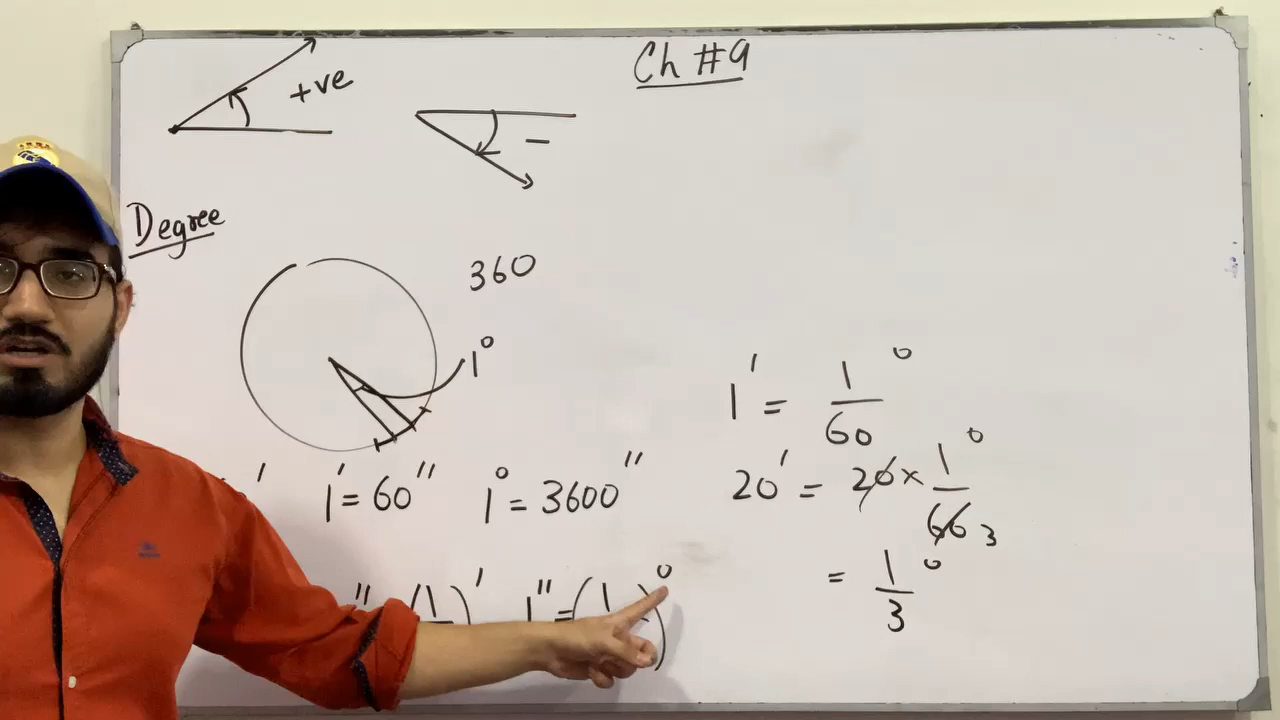 Ch #9
+ve
−
Degree
360
1°
1' = 60" 1° = 3600"
1' = 1/60 °
20' = 20 × 1/60 3 °
= 1/3 °